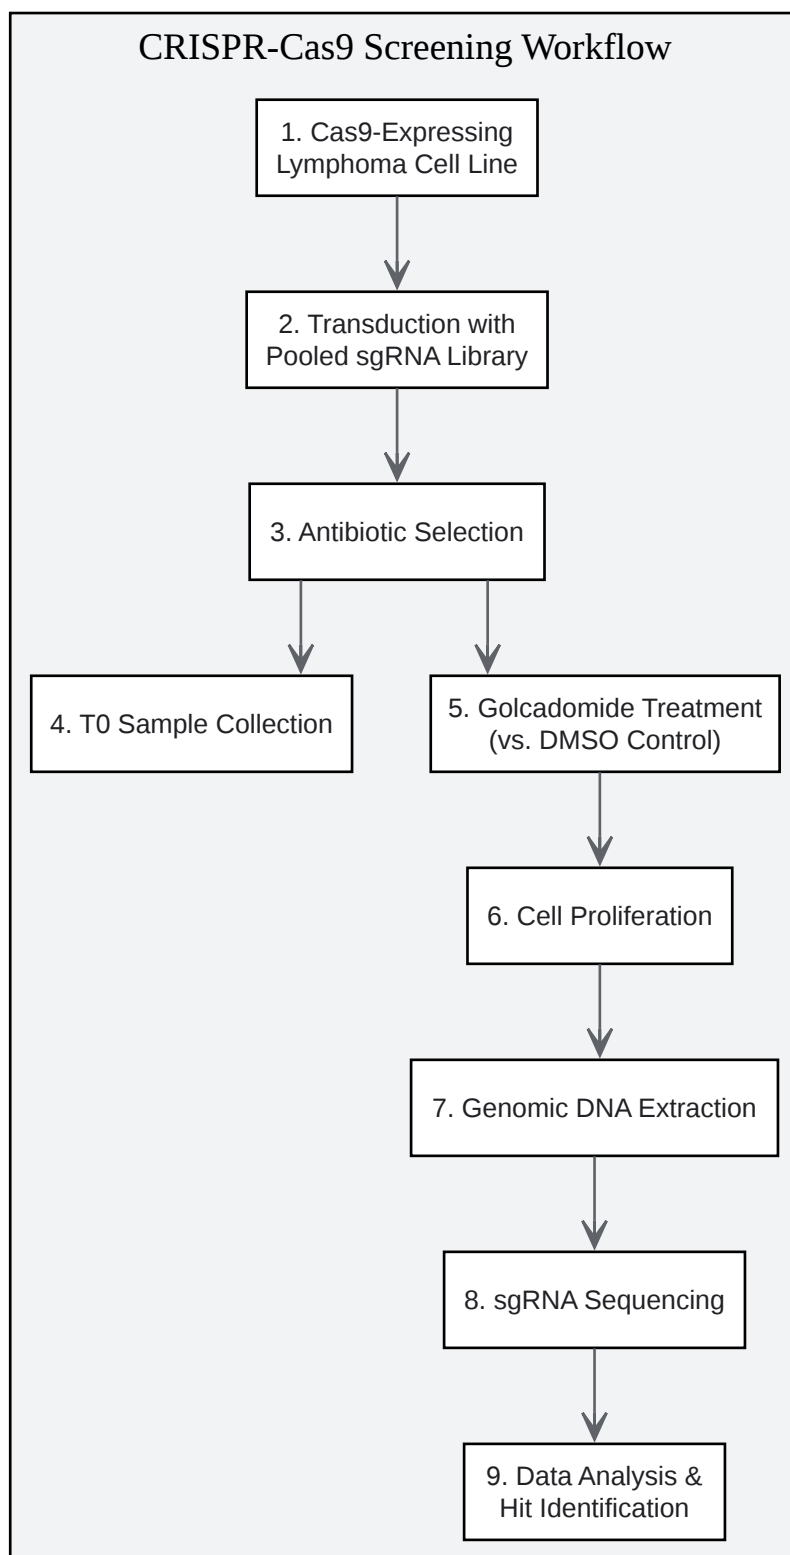 CRISPR-Cas9 Screening Workflow
1. Cas9-Expressing
Lymphoma Cell Line
2. Transduction with
Pooled sgRNA Library
3. Antibiotic Selection
4. T0 Sample Collection
5. Golcadomide Treatment
(vs. DMSO Control)
6. Cell Proliferation
7. Genomic DNA Extraction
8. sgRNA Sequencing
9. Data Analysis &
Hit Identification